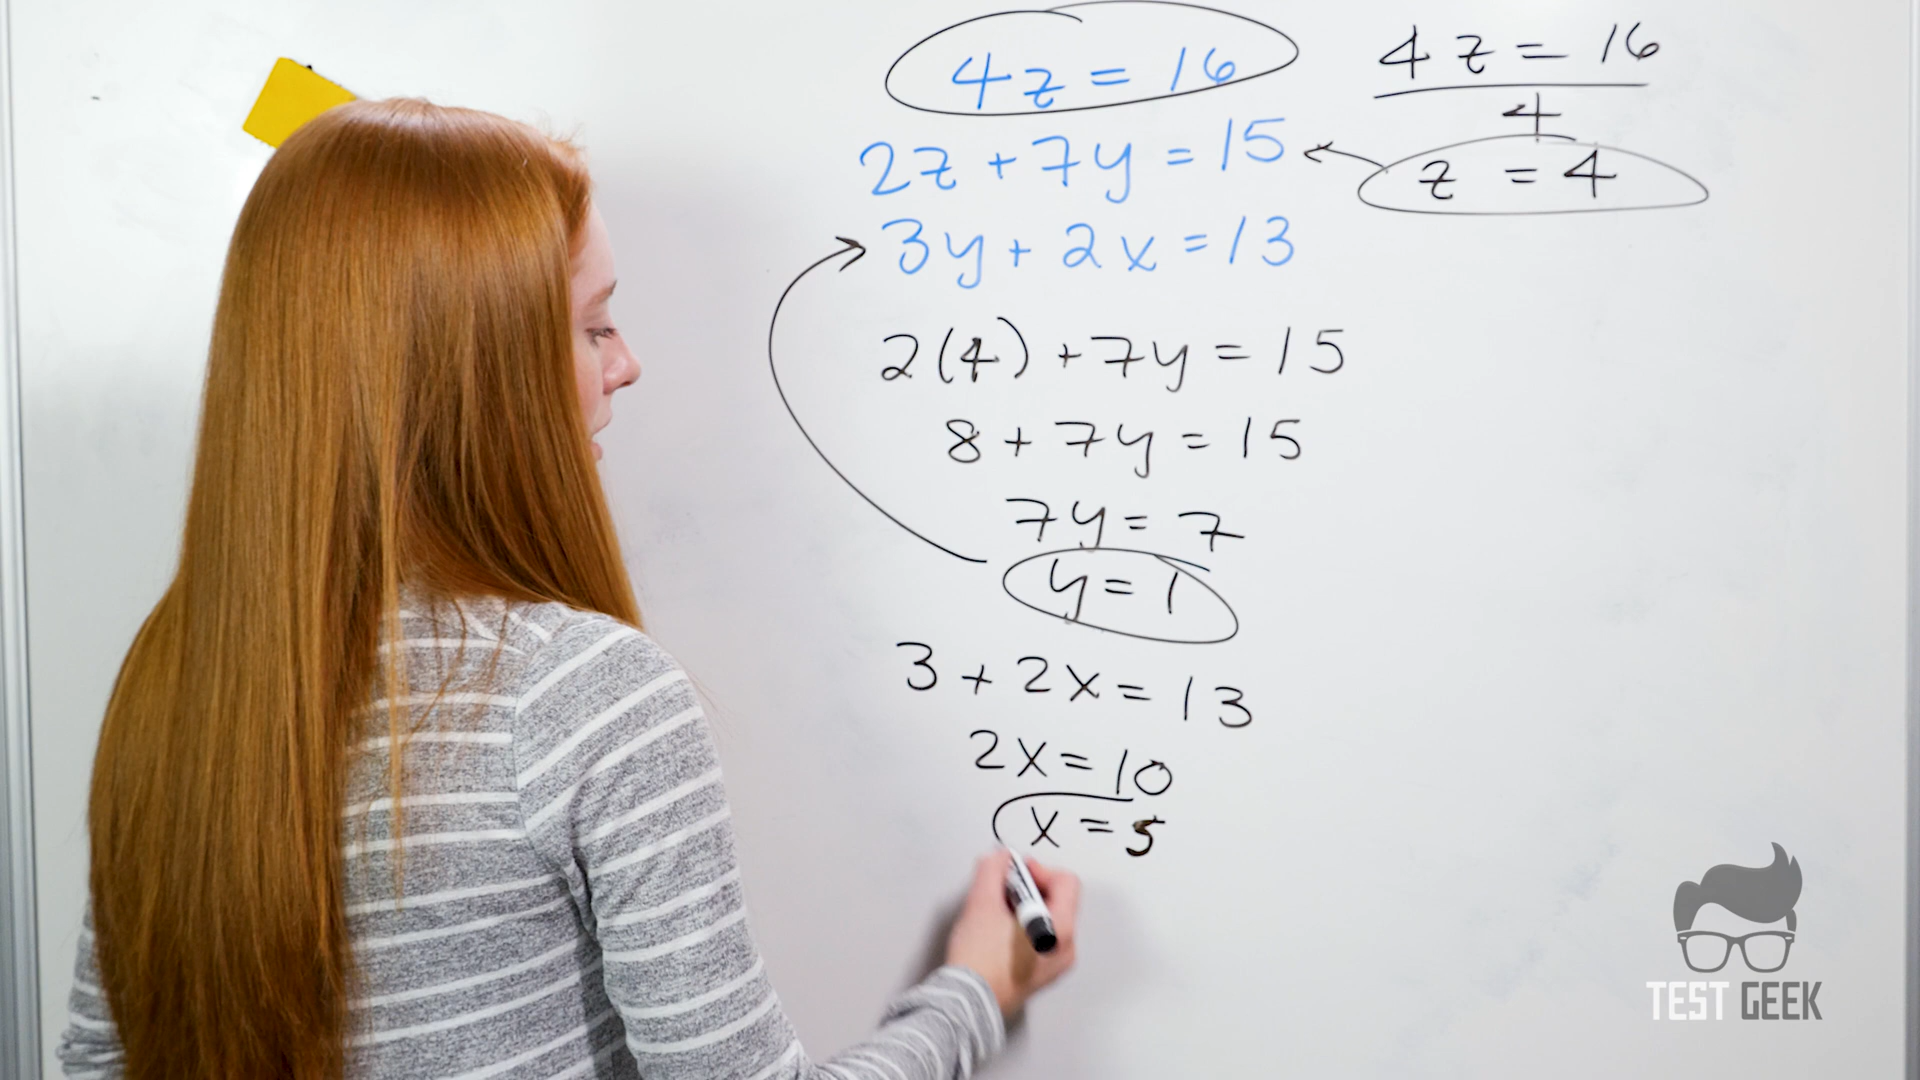 4z = 16
2z + 7y = 15
3y + 2x = 13
2(4) + 7y = 15
8 + 7y = 15
7y = 7
y = 1
3 + 2x = 13
2x = 10
x = 5
4z = 16
4
z = 4
TEST GEEK